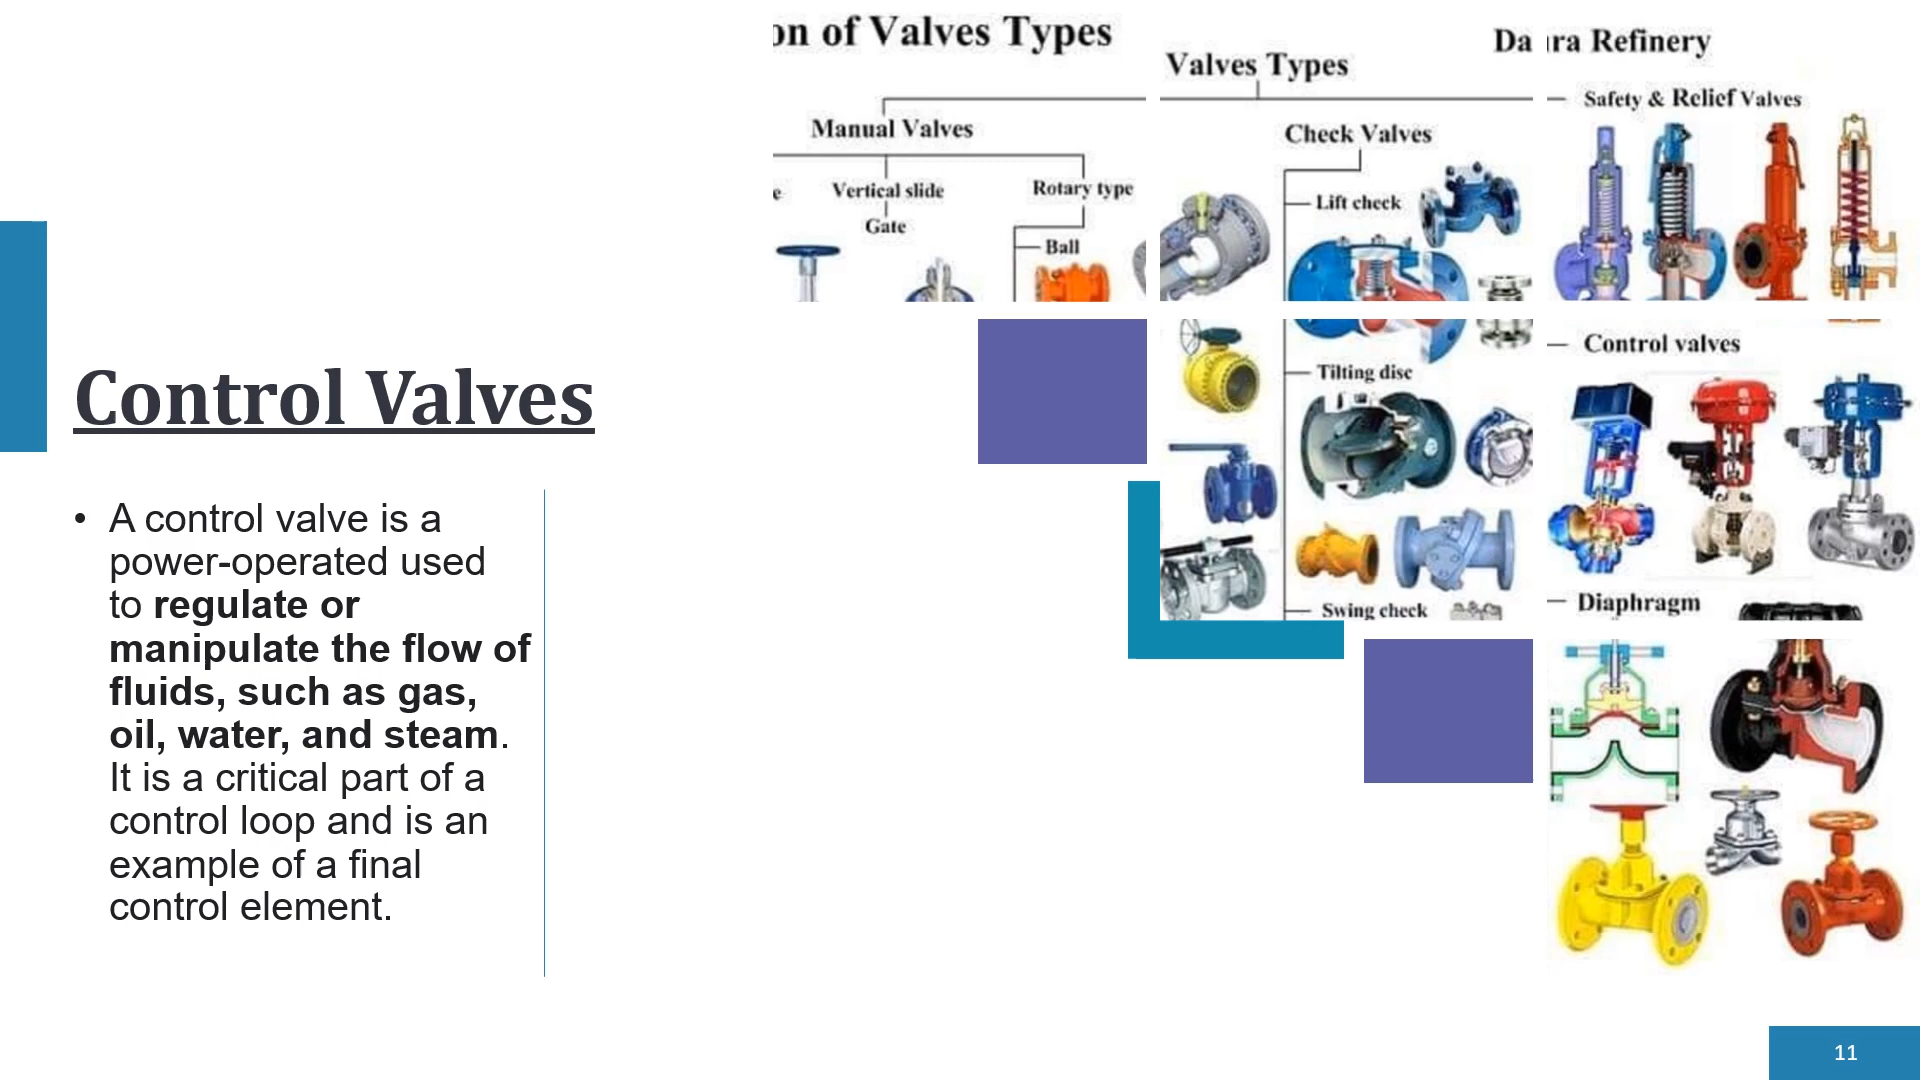 Control Valves
• A control valve is a
power-operated used
to regulate or
manipulate the flow of
fluids, such as gas,
oil, water, and steam.
It is a critical part of a
control loop and is an
example of a final
control element.
on of Valves Types
Manual Valves
e
Vertical slide
Rotary type
Gate
Ball
Valves Types
Check Valves
Lift check
Tilting disc
Swing check
Da ra Refinery
Safety & Relief Valves
Control valves
Diaphragm
11